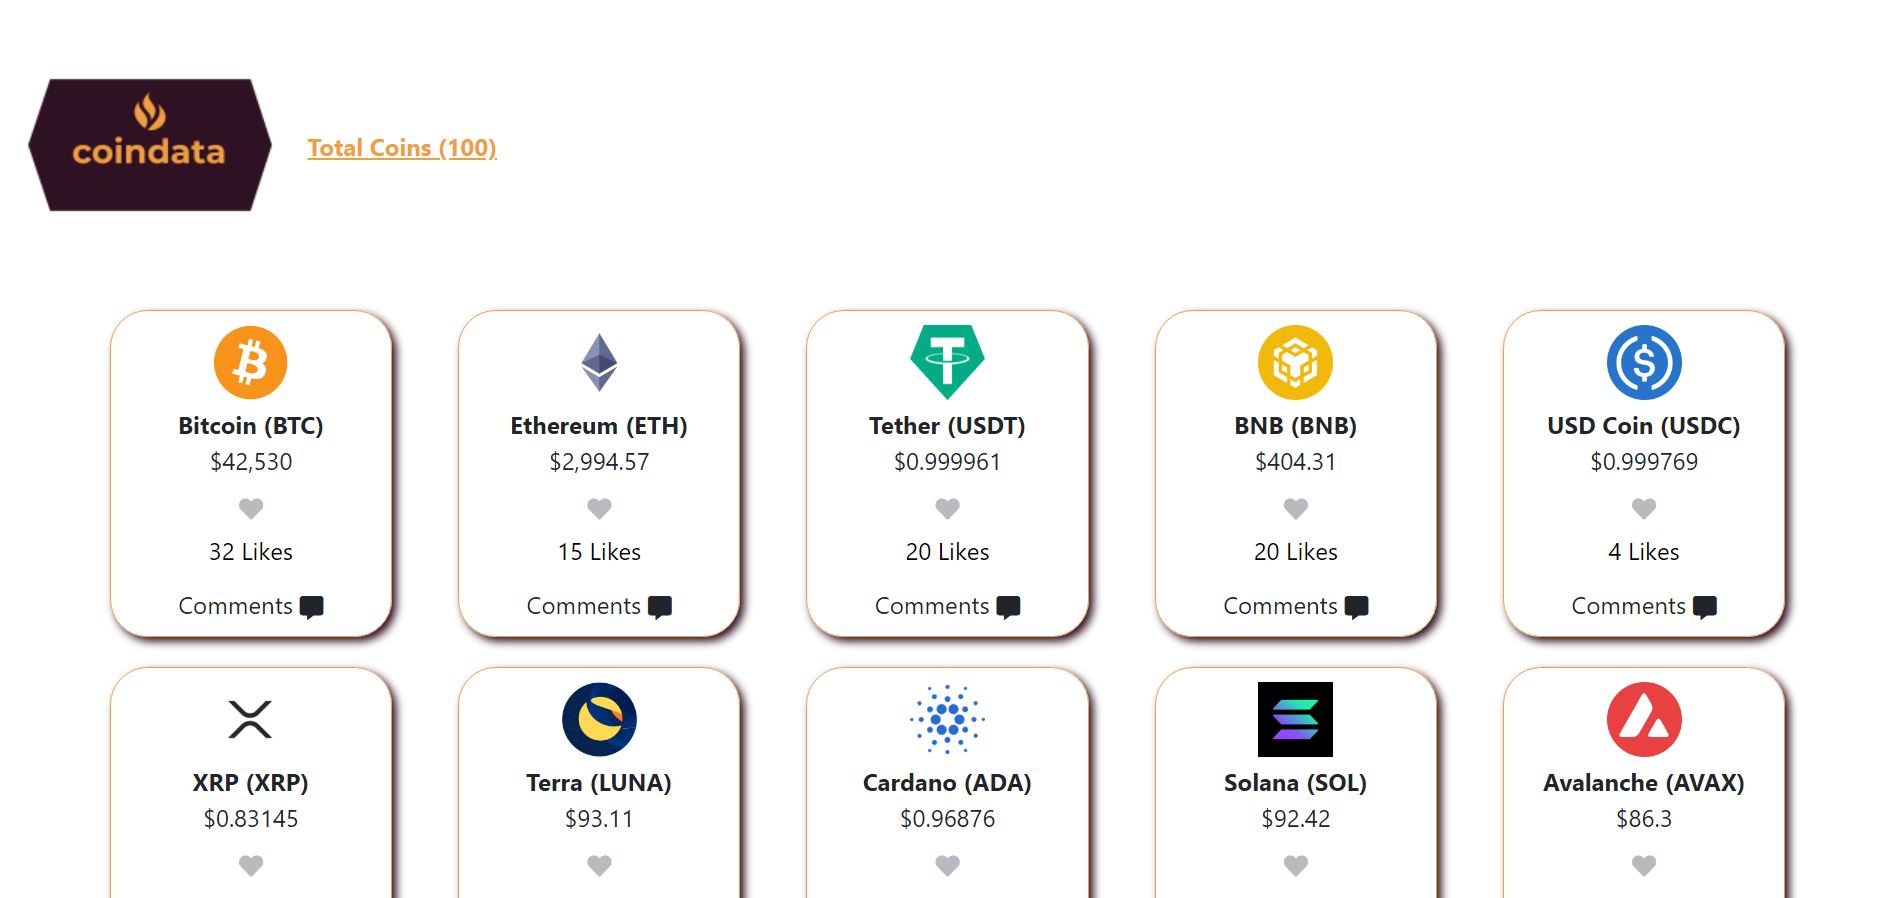 coindata
Total Coins (100)
Bitcoin (BTC)
$42,530
32 Likes
Comments
Ethereum (ETH)
$2,994.57
15 Likes
Comments
Tether (USDT)
$0.999961
20 Likes
Comments
BNB (BNB)
$404.31
20 Likes
Comments
USD Coin (USDC)
$0.999769
4 Likes
Comments
XRP (XRP)
$0.83145
Terra (LUNA)
$93.11
Cardano (ADA)
$0.96876
Solana (SOL)
$92.42
Avalanche (AVAX)
$86.3